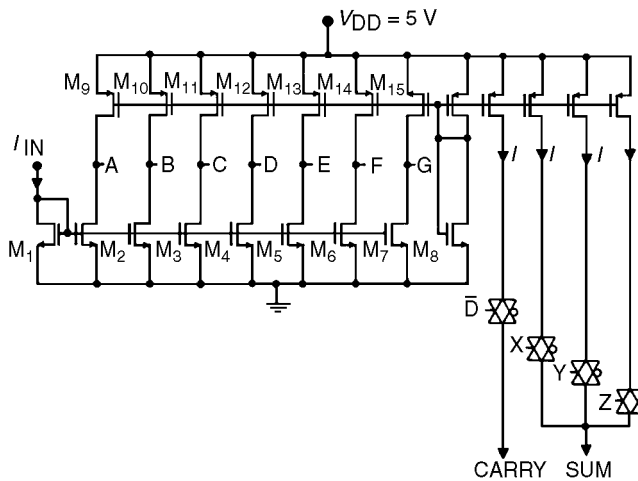 V_DD = 5 V
M_9 M_10 M_11 M_12 M_13 M_14 M_15
I_IN
A B C D E F G
I I I
M_1 M_2 M_3 M_4 M_5 M_6 M_7 M_8
D̅
X
Y
Z
CARRY SUM